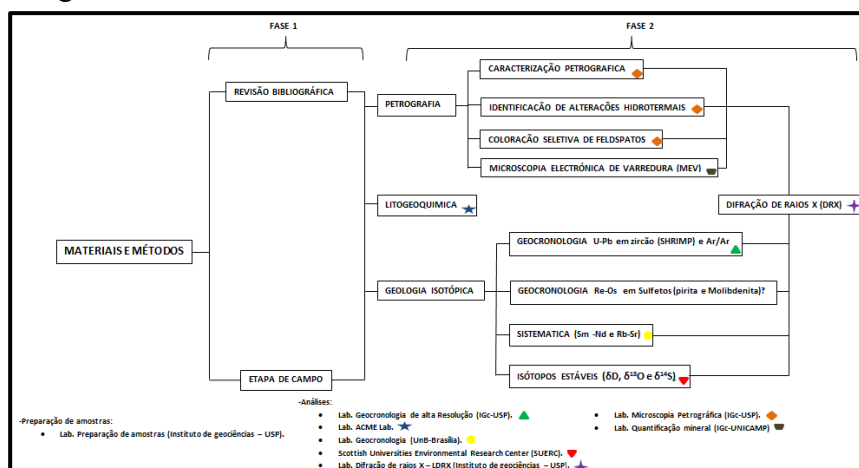 FASE 1
FASE 2
CARACTERIZAÇÃO PETROGRAFICA
REVISÃO BIBLIOGRÁFICA
PETROGRAFIA
IDENTIFICAÇÃO DE ALTERAÇÕES HIDROTERMAIS
COLORAÇÃO SELETIVA DE FELDSPATOS
MICROSCOPIA ELECTRÓNICA DE VARREDURA (MEV)
LITOGEOQUIMICA
DIFRAÇÃO DE RAIOS X (DRX)
MATERIAIS E MÉTODOS
GEOCRONOLOGIA U-Pb em zircão (SHRIMP) e Ar/Ar
GEOLOGIA ISOTÓPICA
GEOCRONOLOGIA Re-Os em Sulfetos (pirita e Molibdenita)?
SISTEMATICA (Sm -Nd e Rb-Sr)
ETAPA DE CAMPO
ISÓTOPOS ESTÁVEIS (δD, δ¹⁸O e δ³⁴S)
-Preparação de amostras:
• Lab. Preparação de amostras (Instituto de geociências – USP).
-Análises:
• Lab. Geocronologia de alta Resolução (IGc-USP).
• Lab. ACME Lab.
• Lab. Geocronologia (UnB-Brasília).
• Scottish Universities Environmental Research Center (SUERC).
• Lab. Difração de raios X – LDRX (Instituto de geociências – USP).
• Lab. Microscopia Petrográfica (IGc-USP).
• Lab. Quantificação mineral (IGc-UNICAMP)